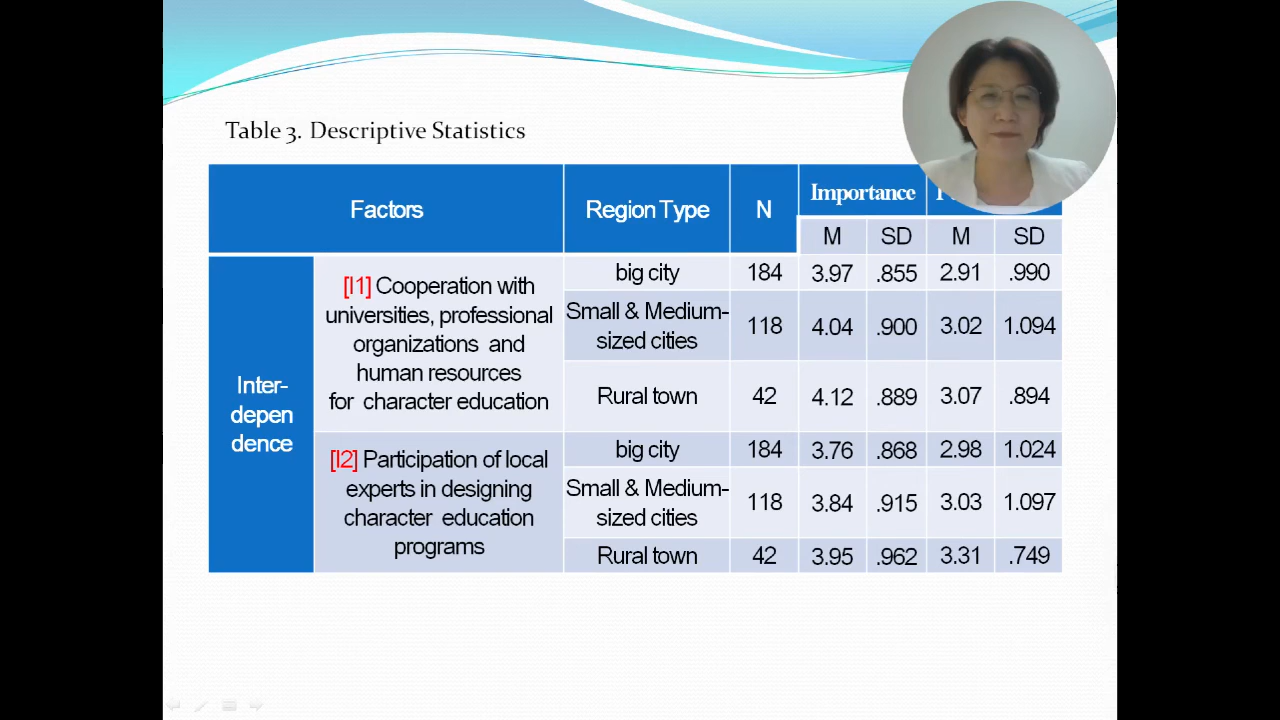 Table 3. Descriptive Statistics
Factors Region Type N Importance
M SD M SD
Inter-
depen
dence
[I1] Cooperation with
universities, professional
organizations and
human resources
for character education
big city 184 3.97 .855 2.91 .990
Small & Medium-
sized cities 118 4.04 .900 3.02 1.094
Rural town 42 4.12 .889 3.07 .894
[I2] Participation of local
experts in designing
character education
programs
big city 184 3.76 .868 2.98 1.024
Small & Medium-
sized cities 118 3.84 .915 3.03 1.097
Rural town 42 3.95 .962 3.31 .749